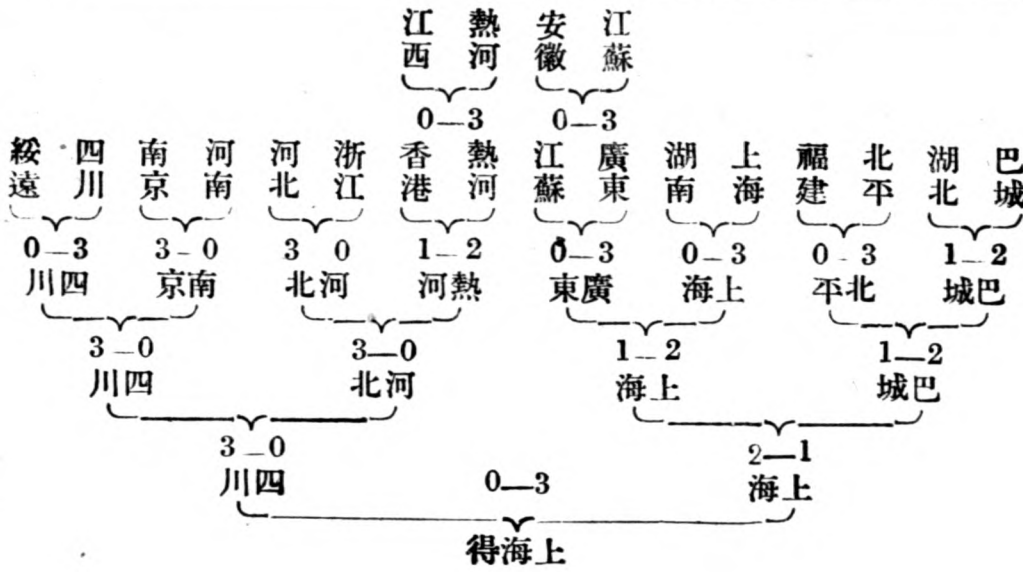 江西 熱河 安徽 江蘇
0—3 0—3
綏遠 四川 南京 河南 河北 浙江 香港 熱河 江蘇 廣東 湖南 上海 福建 北平 湖北 巴城
0—3 3—0 3 0 1—2 0—3 0—3 0—3 1—2
四川 南京 河北 熱河 廣東 上海 北平 巴城
3—0 3—0 1—2 1—2
四川 河北 上海 巴城
3—0 2—1
四川 0—3 上海
上海得